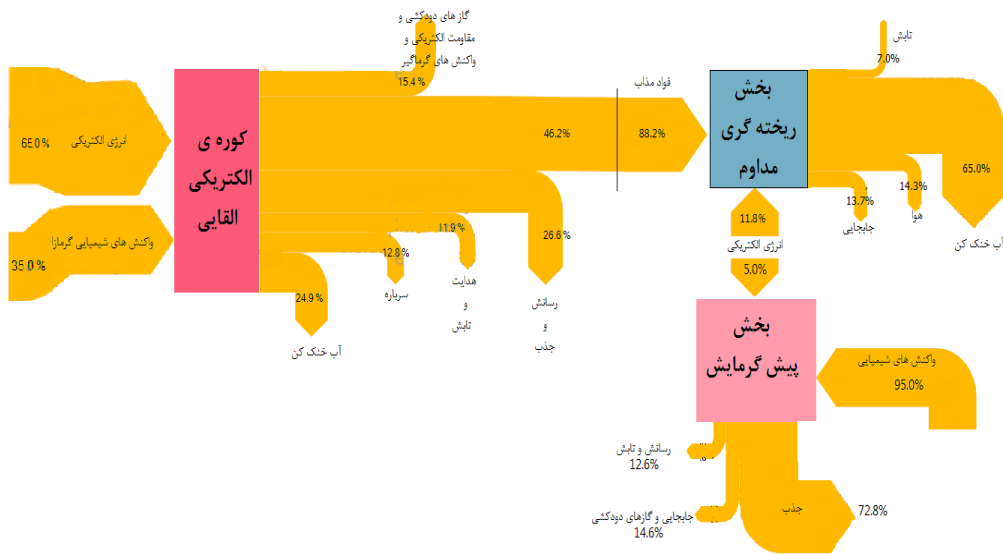 گاز های دودکشی و
مقاومت الکتریکی و
واکنش های گرماگیر
15.4 %
انرژی الکتریکی
65.0 %
واکنش های شیمیایی گرمازا
35.0 %
کوره ی
الکتریکی
القایی
46.2%
فولاد مذاب
88.2%
26.6 %
رسانش
و
جذب
11.9 %
هدایت
و
تابش
12.8 %
سرباره
24.9 %
آب خنک کن
بخش
ریخته گری
مداوم
تابش
7.0%
65.0%
آب خنک کن
14.3%
هوا
13.7%
جابجایی
11.8%
انرژی الکتریکی
5.0%
بخش
پیش گرمایش
واکنش های شیمیایی
95.0%
رسانش و تابش
12.6%
جابجایی و گازهای دودکشی
14.6%
جذب
72.8%